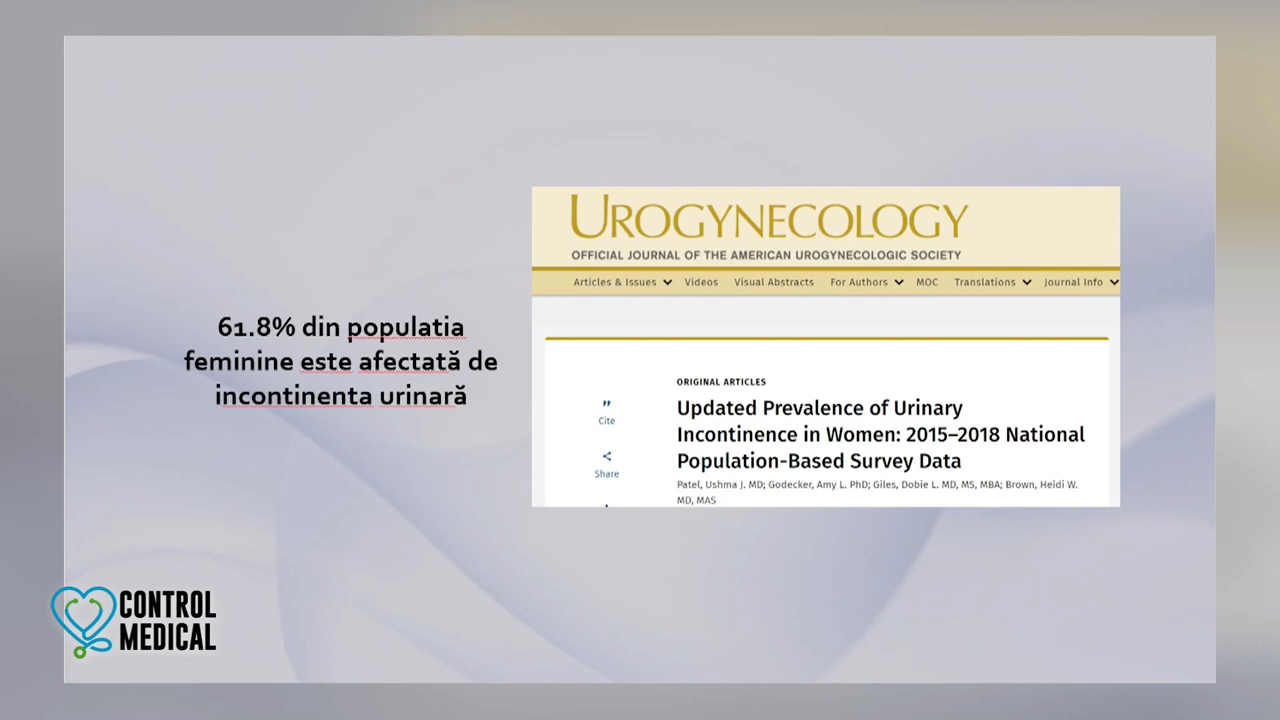 61.8% din populatia
feminine este afectată de
incontinenta urinară
UROGYNECOLOGY
OFFICIAL JOURNAL OF THE AMERICAN UROGYNECOLOGIC SOCIETY
Articles & Issues Videos Visual Abstracts For Authors MOC Translations Journal Info
ORIGINAL ARTICLES
Updated Prevalence of Urinary
Incontinence in Women: 2015–2018 National
Population-Based Survey Data
Patel, Ushma J. MD; Godecker, Amy L. PhD; Giles, Dobie L. MD, MS, MBA; Brown, Heidi W.
MD, MAS
Cite
Share
CONTROL
MEDICAL